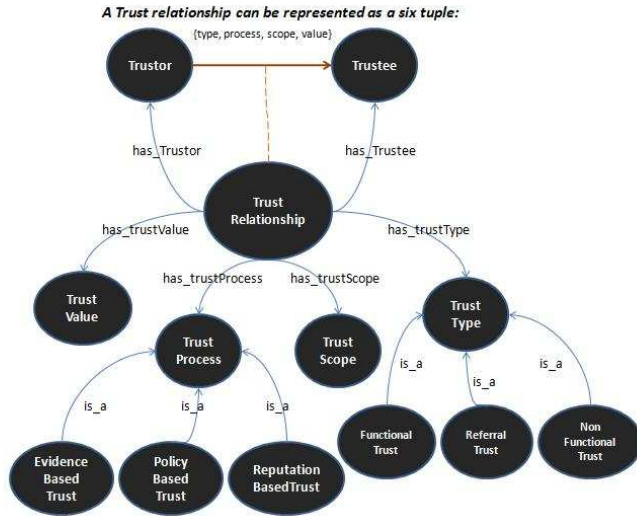 A Trust relationship can be represented as a six tuple:
{type, process, scope, value}
Trustor
Trustee
has_Trustor
has_Trustee
Trust
Relationship
has_trustValue
has_trustType
has_trustProcess
has_trustScope
Trust
Value
Trust
Process
Trust
Scope
Trust
Type
is_a
is_a
is_a
is_a
is_a
is_a
Evidence
Based
Trust
Policy
Based
Trust
Reputation
BasedTrust
Functional
Trust
Referral
Trust
Non
Functional
Trust